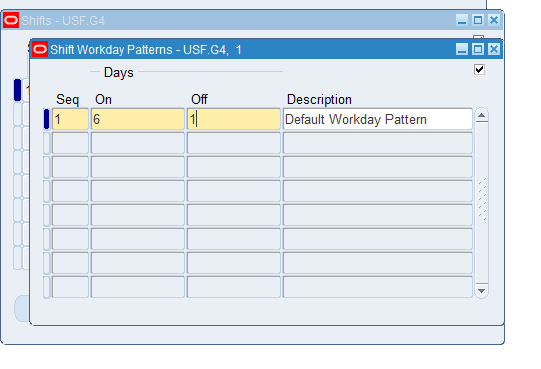 Shifts - USF.G4
Shift Workday Patterns - USF.G4, 1
Days
Seq On Off Description
1 6 1 Default Workday Pattern